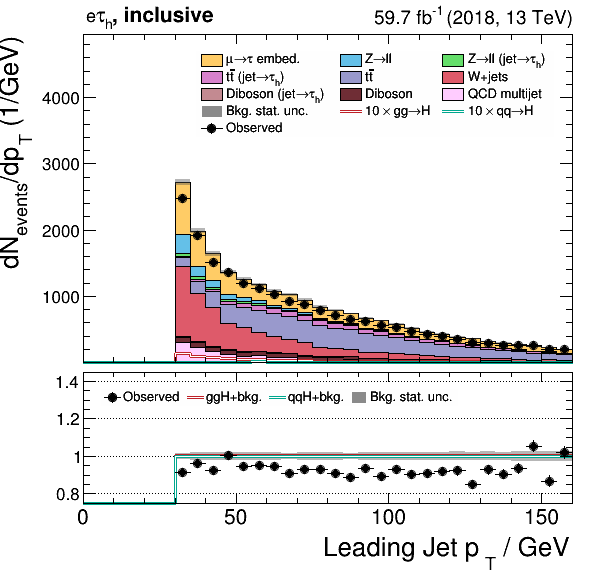 eτh, inclusive 59.7 fb⁻¹ (2018, 13 TeV)
dNevents/dpT (1/GeV)
μ→τ embed. Z→ll Z→ll (jet→τh)
tt̄ (jet→τh) tt̄ W+jets
Diboson (jet→τh) Diboson QCD multijet
Bkg. stat. unc. 10 × gg→H 10 × qq→H
Observed
4000
3000
2000
1000
1.4
Observed ggH+bkg. qqH+bkg. Bkg. stat. unc.
1.2
1
0.8
0 50 100 150
Leading Jet pT / GeV